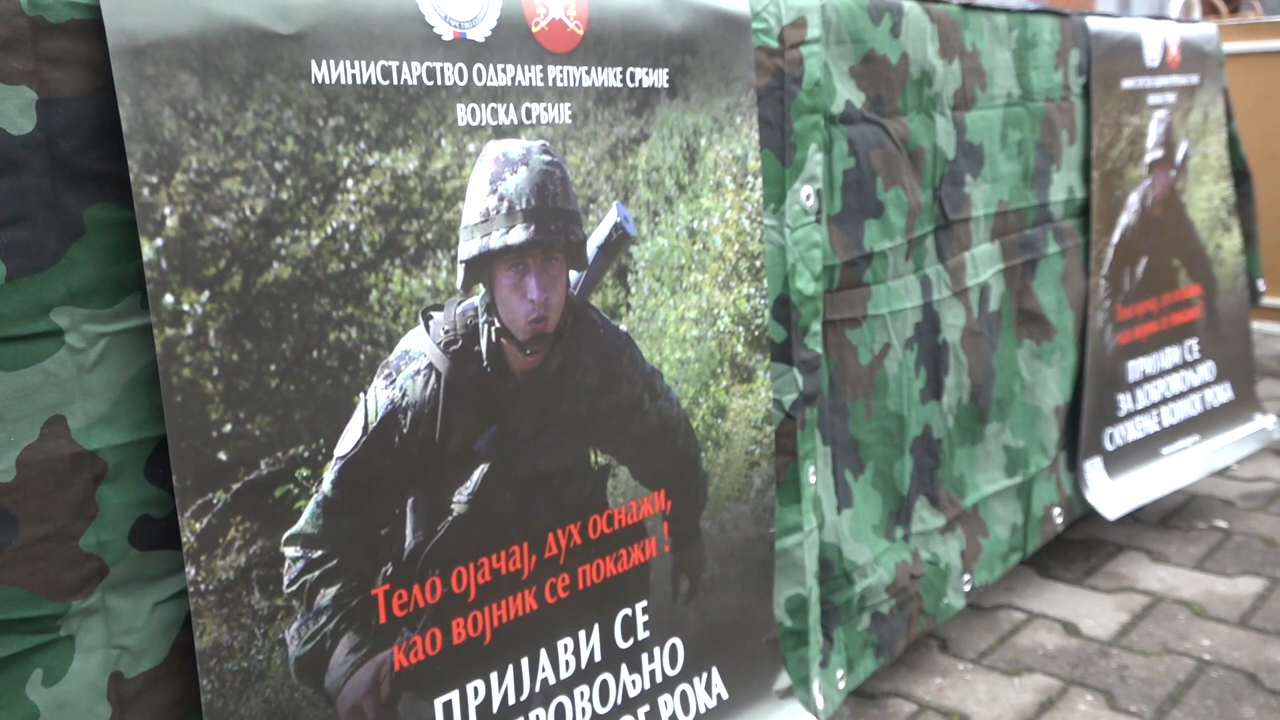 МИНИСТАРСТВО ОДБРАНЕ РЕПУБЛИКЕ СРБИЈЕ
ВОЈСКА СРБИЈЕ
Тело ојачај, дух оснажи,
као војник се покажи !
ПРИЈАВИ СЕ
РОКА
ПРИЈАВИ СЕ
ЗА ДОБРОВОЉНО
СЛУЖЕЊЕ ВОЈНОГ РОКА